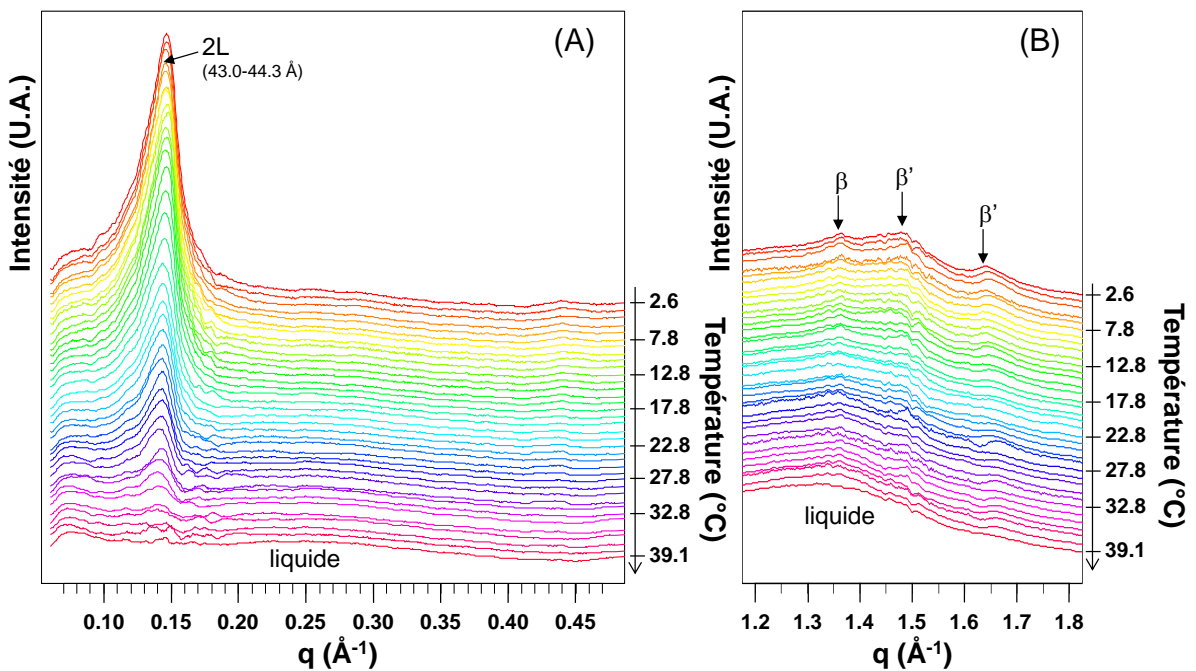 (A)
2L
(43.0-44.3 Å)
Intensité (U.A.)
2.6
7.8
12.8
17.8
22.8
27.8
32.8
39.1
Température (°C)
liquide
0.10 0.15 0.20 0.25 0.30 0.35 0.40 0.45
q (Å-1)
(B)
Intensité (U.A.)
β
β’
β’
2.6
7.8
12.8
17.8
22.8
27.8
32.8
39.1
Température (°C)
liquide
1.2 1.3 1.4 1.5 1.6 1.7 1.8
q (Å-1)